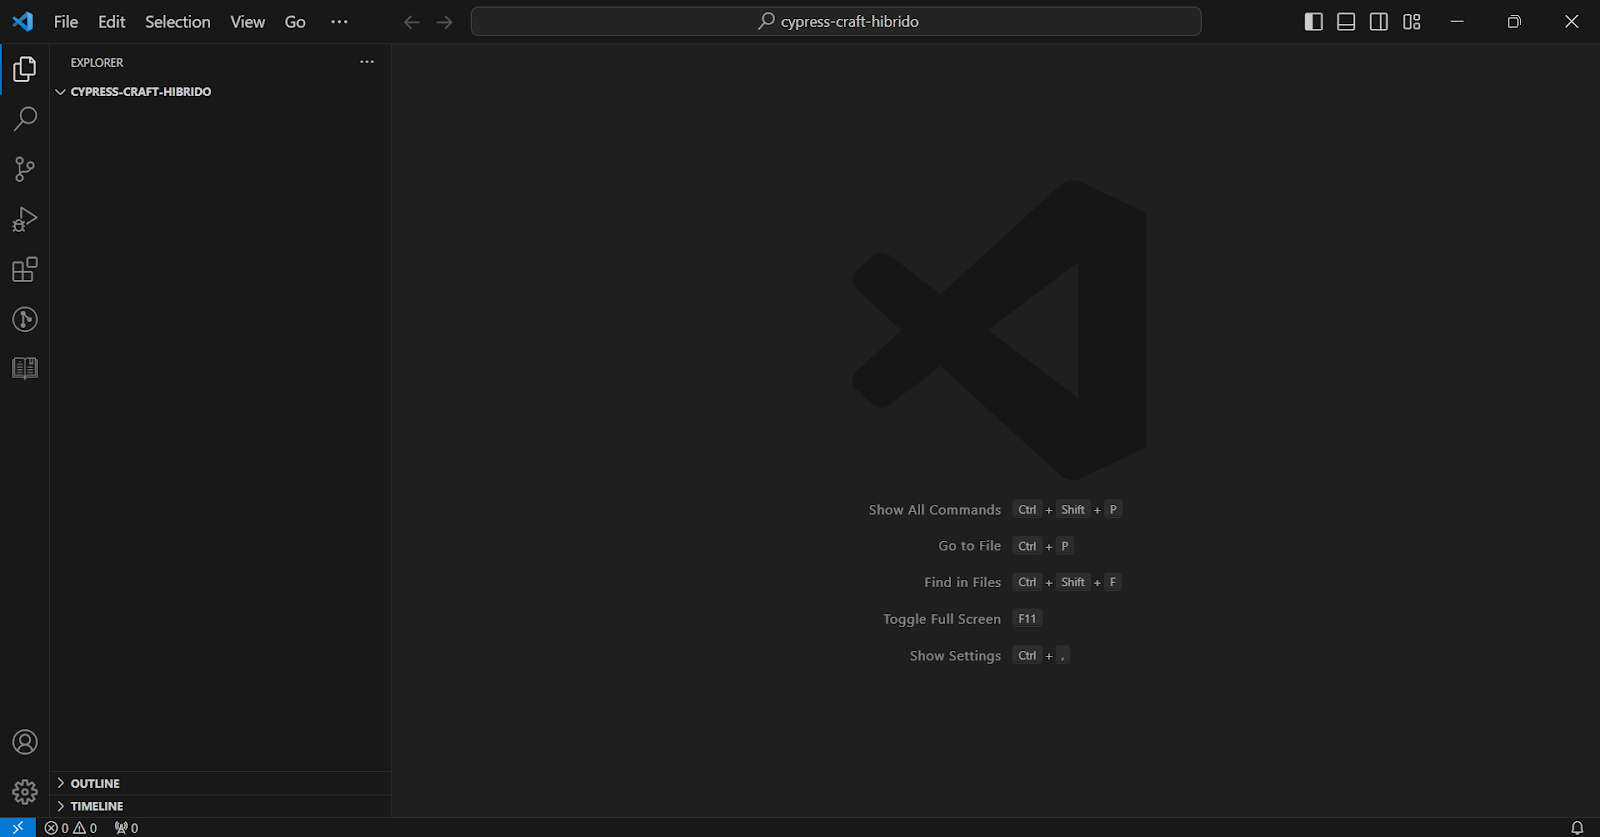 File Edit Selection View Go ···
cypress-craft-hibrido
EXPLORER ···
CYPRESS-CRAFT-HIBRIDO
Show All Commands Ctrl + Shift + P
Go to File Ctrl + P
Find in Files Ctrl + Shift + F
Toggle Full Screen F11
Show Settings Ctrl + ,
OUTLINE
TIMELINE
0 0 0